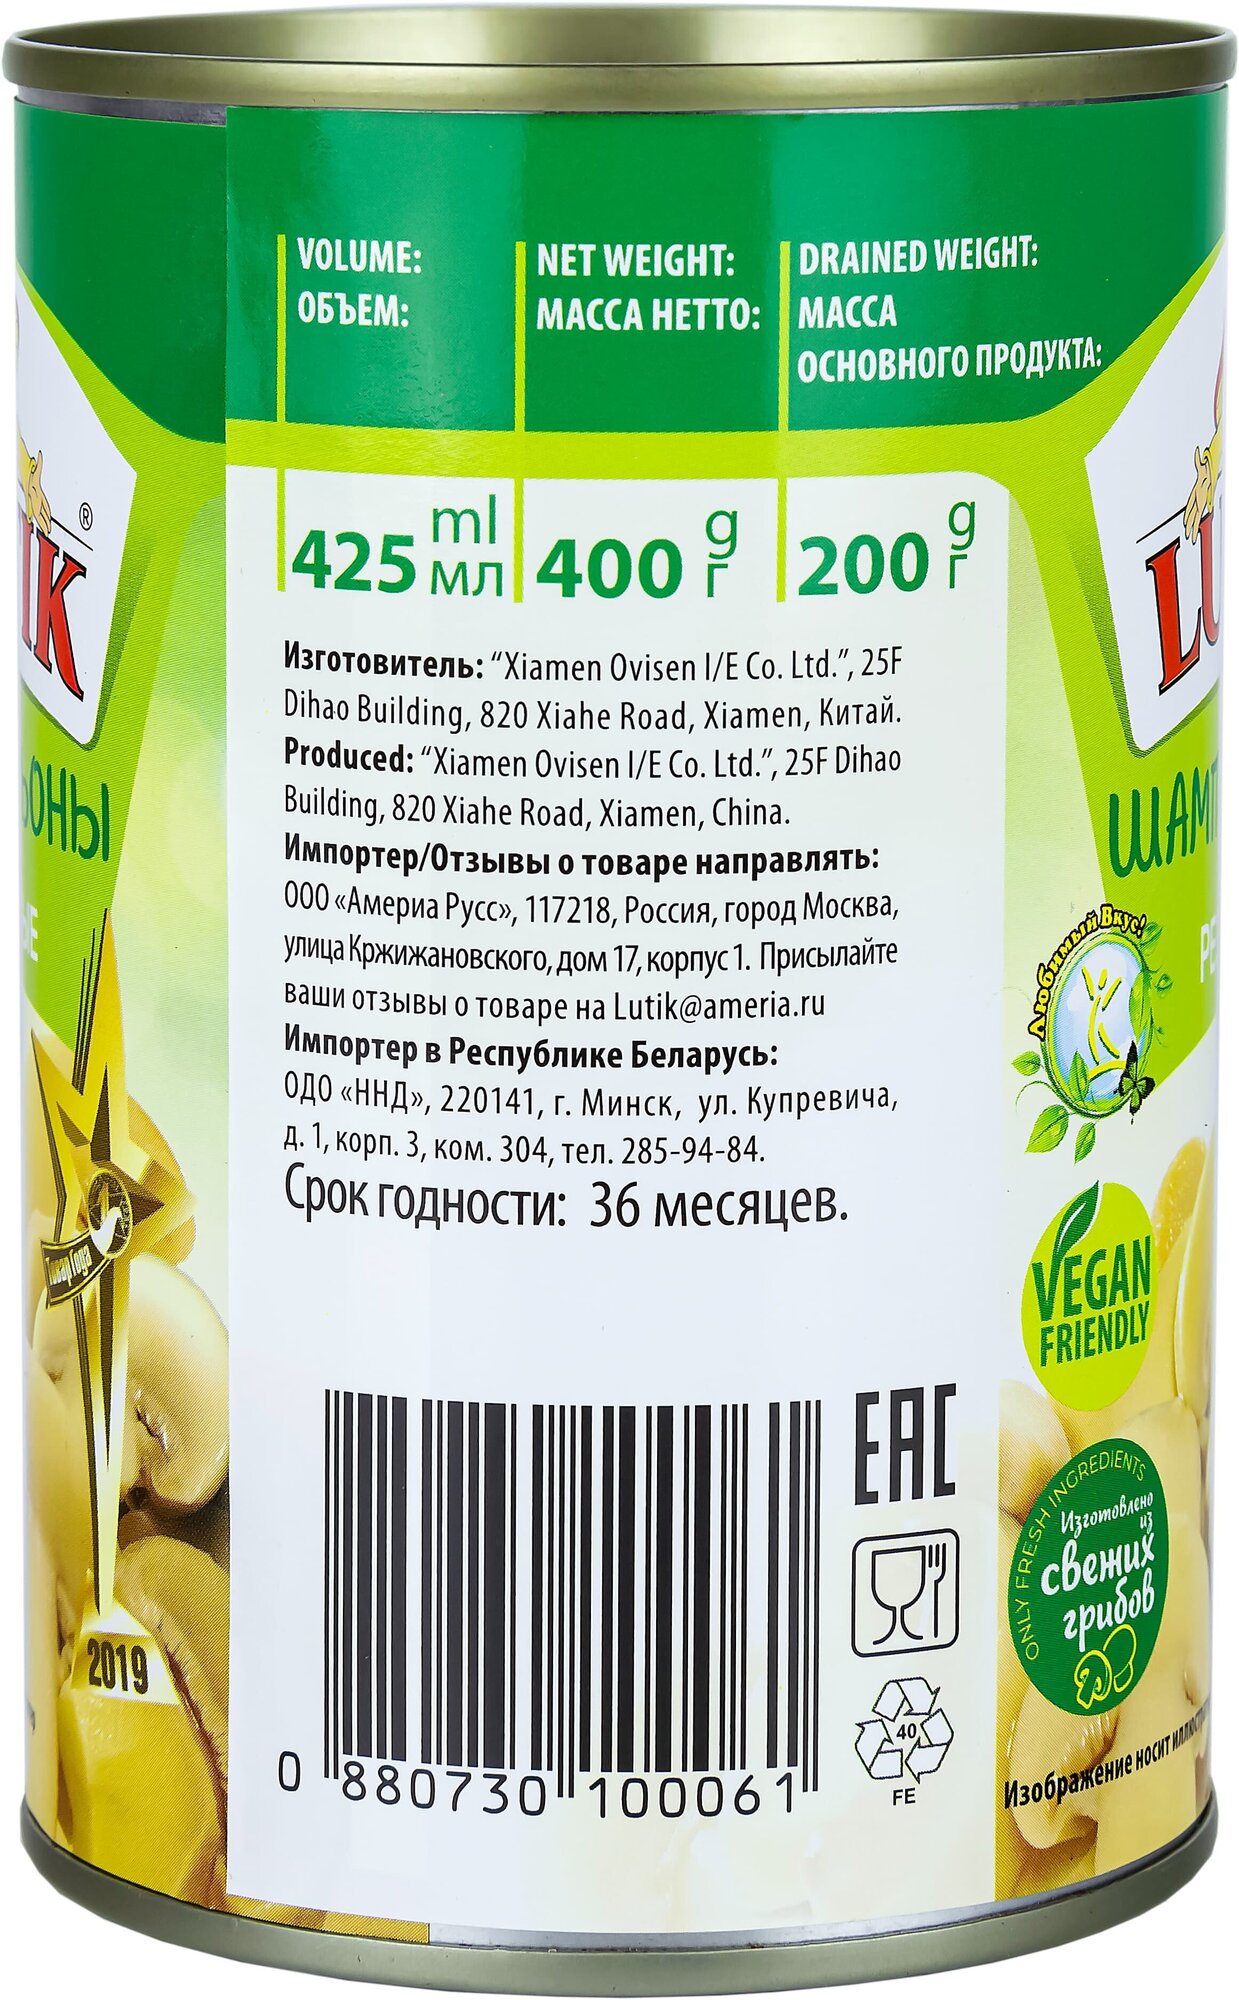 VOLUME:
ОБЪЕМ:
NET WEIGHT:
МАССА НЕТТО:
DRAINED WEIGHT:
МАССА
ОСНОВНОГО ПРОДУКТА:
425 ml
мл
400 g
г
200 g
г
Изготовитель: “Xiamen Ovisen I/E Co. Ltd.”, 25F
Dihao Building, 820 Xiahe Road, Xiamen, Китай.
Produced: “Xiamen Ovisen I/E Co. Ltd.”, 25F Dihao
Building, 820 Xiahe Road, Xiamen, China.
Импортер/Отзывы о товаре направлять:
ООО «Америа Русс», 117218, Россия, город Москва,
улица Кржижановского, дом 17, корпус 1. Присылайте
ваши отзывы о товаре на Lutik@ameria.ru
Импортер в Республике Беларусь:
ОДО «ННД», 220141, г. Минск, ул. Купревича,
д. 1, корп. 3, ком. 304, тел. 285-94-84.
Срок годности: 36 месяцев.
0 880730 100061
EAC
40
FE
®
Товар Года
2019
Любимый Вкус!
VEGAN
FRIENDLY
ONLY FRESH INGREDIENTS
Изготовлено
из
свежих
грибов
Изображение носит